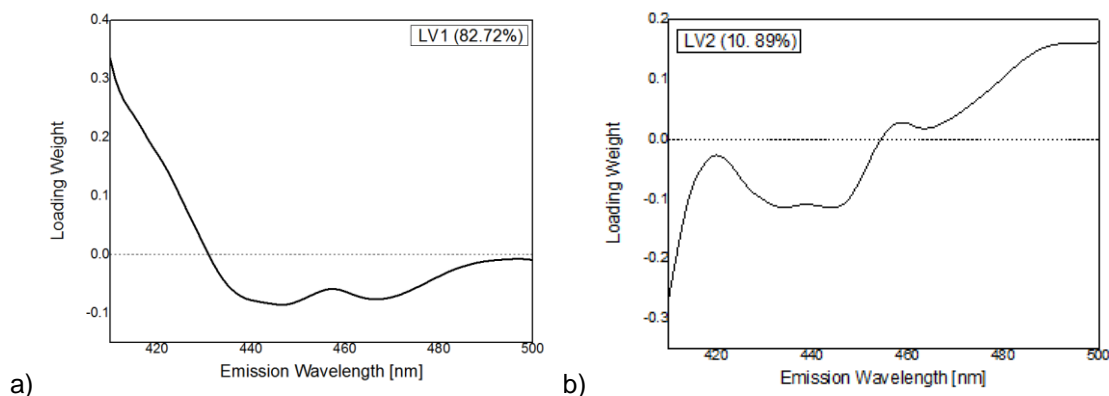 LV1 (82.72%)
0.4
0.3
0.2
0.1
0.0
-0.1
Loading Weight
420
440
460
480
500
Emission Wavelength [nm]
a)
LV2 (10. 89%)
0.2
0.1
0.0
-0.1
-0.2
-0.3
Loading Weight
420
440
460
480
500
Emission Wavelength [nm]
b)